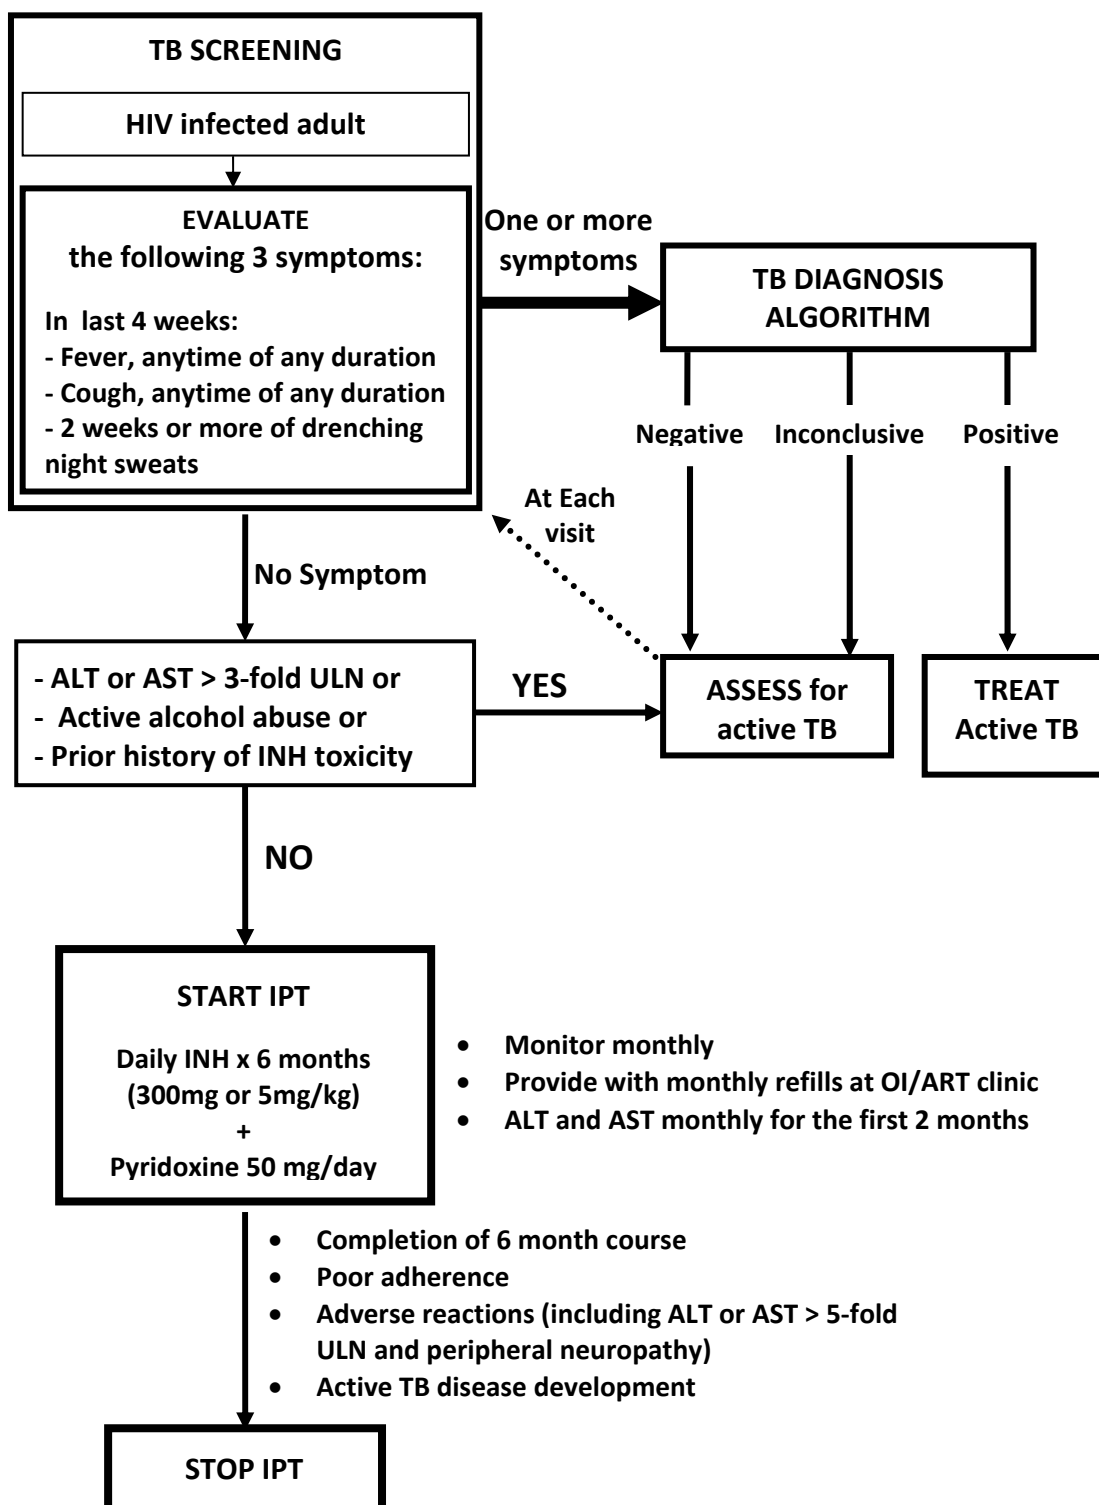 TB SCREENING
HIV infected adult
EVALUATE
the following 3 symptoms:
In last 4 weeks:
- Fever, anytime of any duration
- Cough, anytime of any duration
- 2 weeks or more of drenching
night sweats
One or more
symptoms
TB DIAGNOSIS
ALGORITHM
Negative
Inconclusive
Positive
At Each
visit
No Symptom
- ALT or AST > 3-fold ULN or
- Active alcohol abuse or
- Prior history of INH toxicity
YES
ASSESS for
active TB
TREAT
Active TB
NO
START IPT
Daily INH x 6 months
(300mg or 5mg/kg)
+
Pyridoxine 50 mg/day
• Monitor monthly
• Provide with monthly refills at OI/ART clinic
• ALT and AST monthly for the first 2 months
• Completion of 6 month course
• Poor adherence
• Adverse reactions (including ALT or AST > 5-fold
ULN and peripheral neuropathy)
• Active TB disease development
STOP IPT